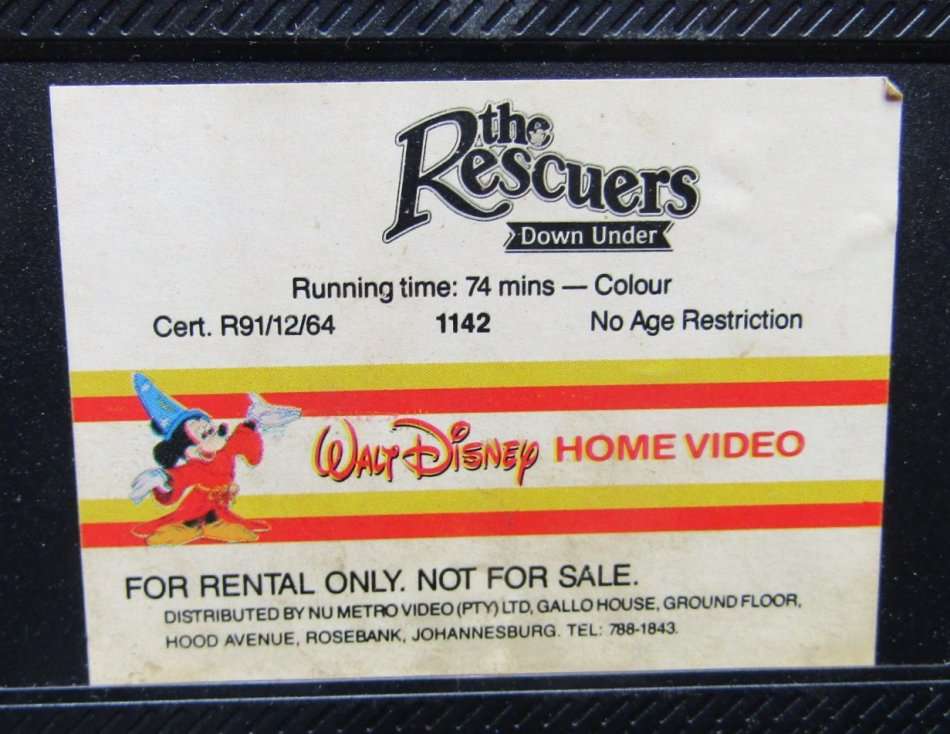 the
Rescuers
Down Under
Running time: 74 mins — Colour
Cert. R91/12/64 1142 No Age Restriction
WALT DISNEY HOME VIDEO
FOR RENTAL ONLY. NOT FOR SALE.
DISTRIBUTED BY NU METRO VIDEO (PTY) LTD, GALLO HOUSE, GROUND FLOOR,
HOOD AVENUE, ROSEBANK, JOHANNESBURG. TEL: 788-1843.